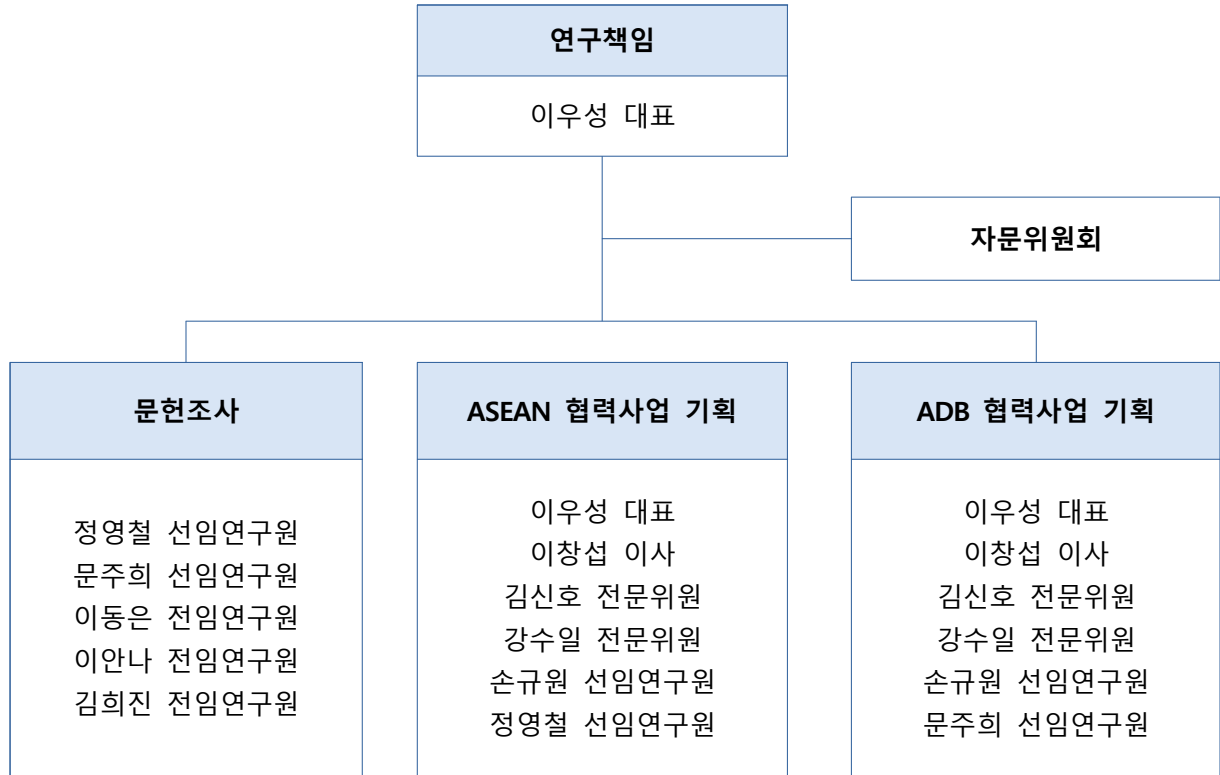 연구책임
이우성 대표
자문위원회
문헌조사
정영철 선임연구원
문주희 선임연구원
이동은 전임연구원
이안나 전임연구원
김희진 전임연구원
ASEAN 협력사업 기획
이우성 대표
이창섭 이사
김신호 전문위원
강수일 전문위원
손규원 선임연구원
정영철 선임연구원
ADB 협력사업 기획
이우성 대표
이창섭 이사
김신호 전문위원
강수일 전문위원
손규원 선임연구원
문주희 선임연구원